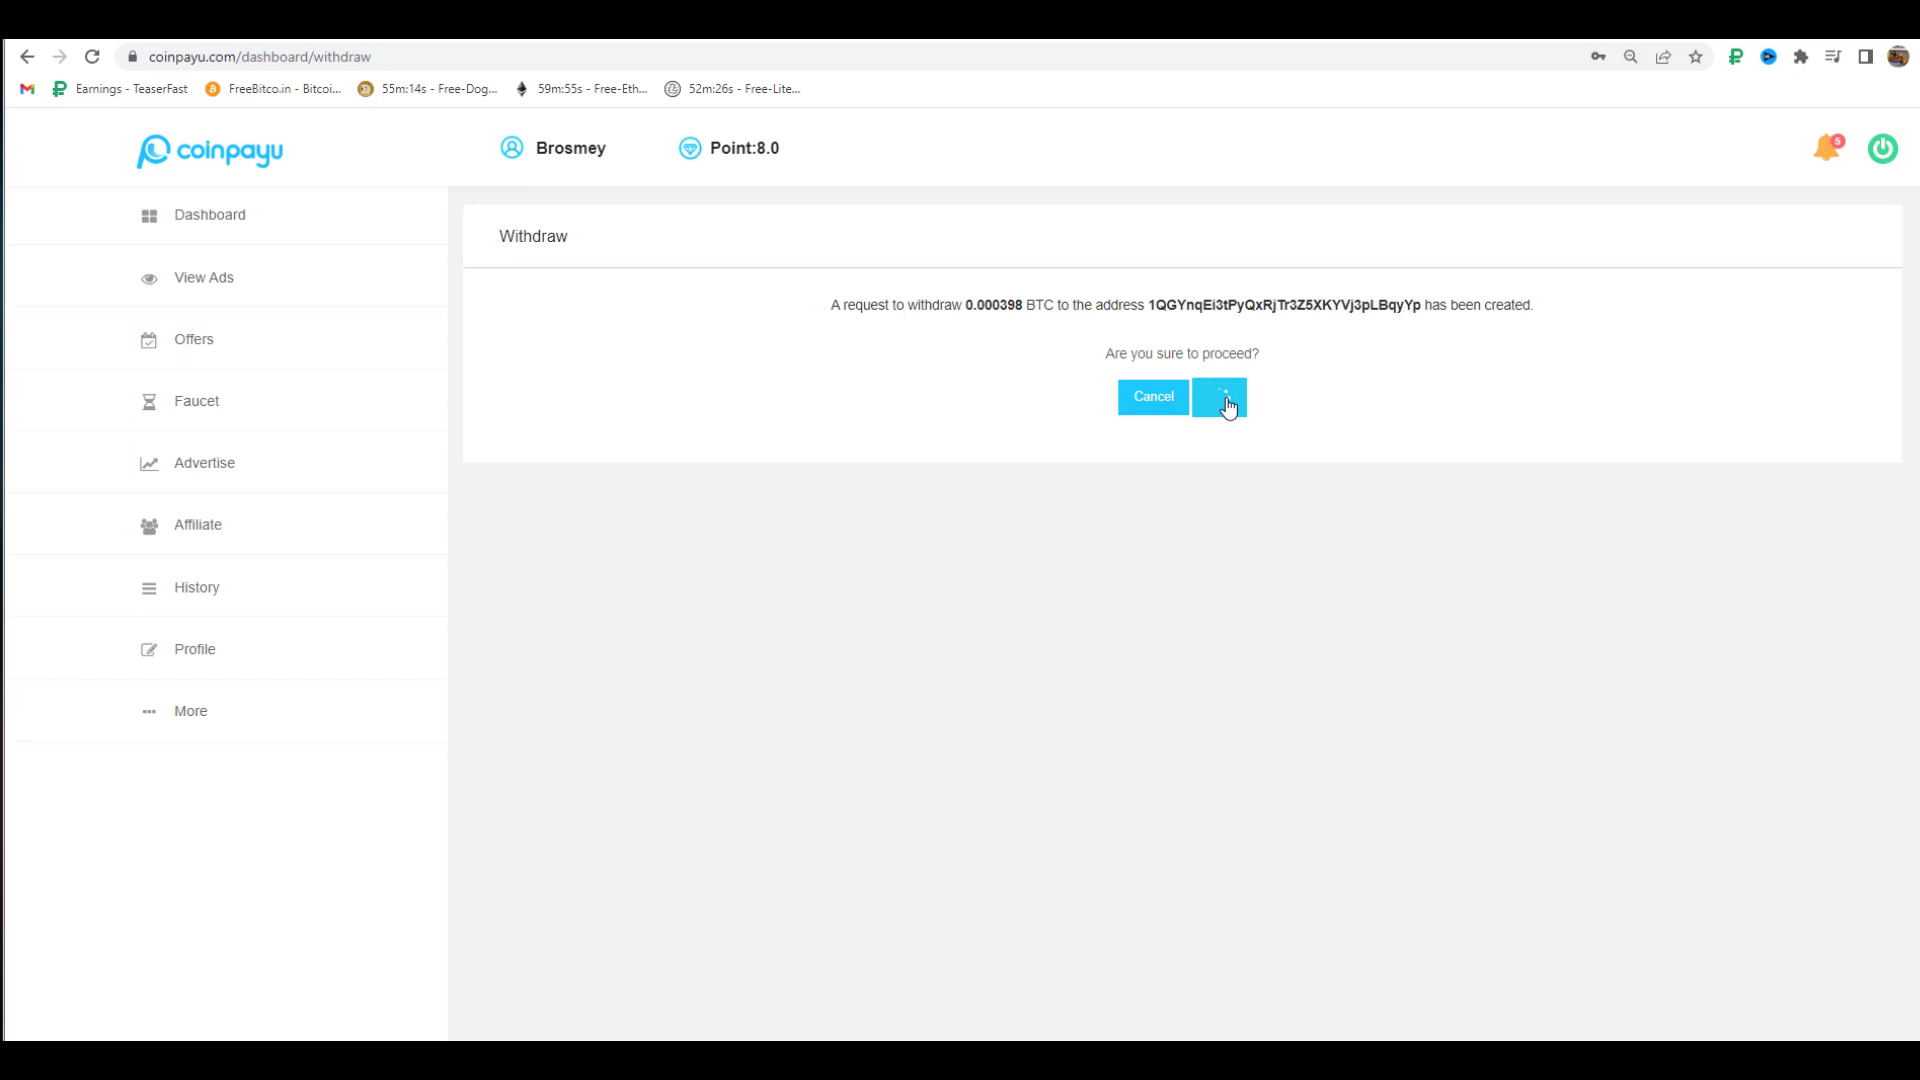 coinpayu.com/dashboard/withdraw
Earnings - TeaserFast
FreeBitco.in - Bitcoi...
55m:14s - Free-Dog...
59m:55s - Free-Eth...
52m:26s - Free-Lite...
coinpayu
Brosmey
Point:8.0
5
Dashboard
View Ads
Offers
Faucet
Advertise
Affiliate
History
Profile
More
Withdraw
A request to withdraw 0.000398 BTC to the address 1QGYnqEi3tPyQxRjTr3Z5XKYVj3pLBqyYp has been created.
Are you sure to proceed?
Cancel